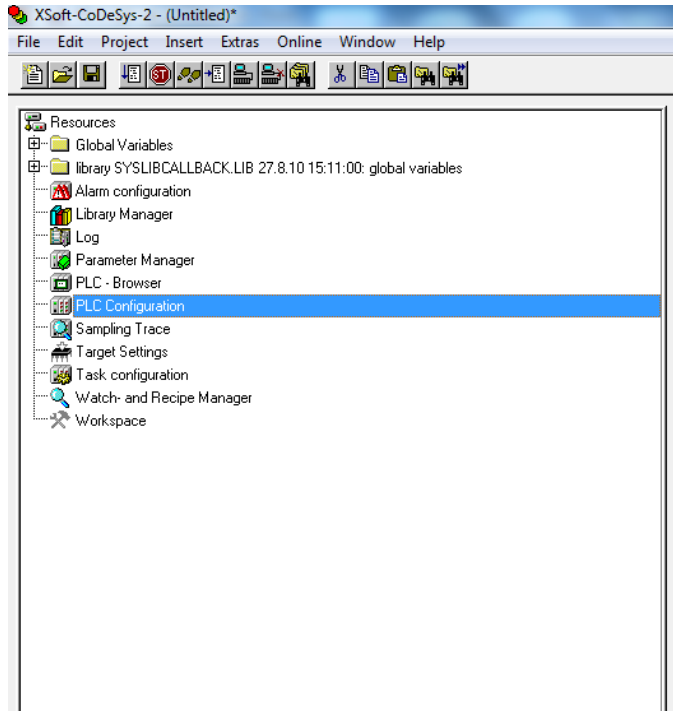 XSoft-CoDeSys-2 - (Untitled)*
File Edit Project Insert Extras Online Window Help
Resources
Global Variables
library SYSLIBCALLBACK.LIB 27.8.10 15:11:00: global variables
Alarm configuration
Library Manager
Log
Parameter Manager
PLC - Browser
PLC Configuration
Sampling Trace
Target Settings
Task configuration
Watch- and Recipe Manager
Workspace